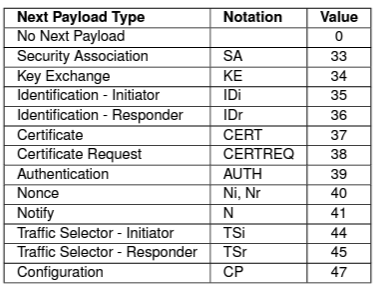 Next Payload Type Notation Value
No Next Payload 0
Security Association SA 33
Key Exchange KE 34
Identification - Initiator IDi 35
Identification - Responder IDr 36
Certificate CERT 37
Certificate Request CERTREQ 38
Authentication AUTH 39
Nonce Ni, Nr 40
Notify N 41
Traffic Selector - Initiator TSi 44
Traffic Selector - Responder TSr 45
Configuration CP 47